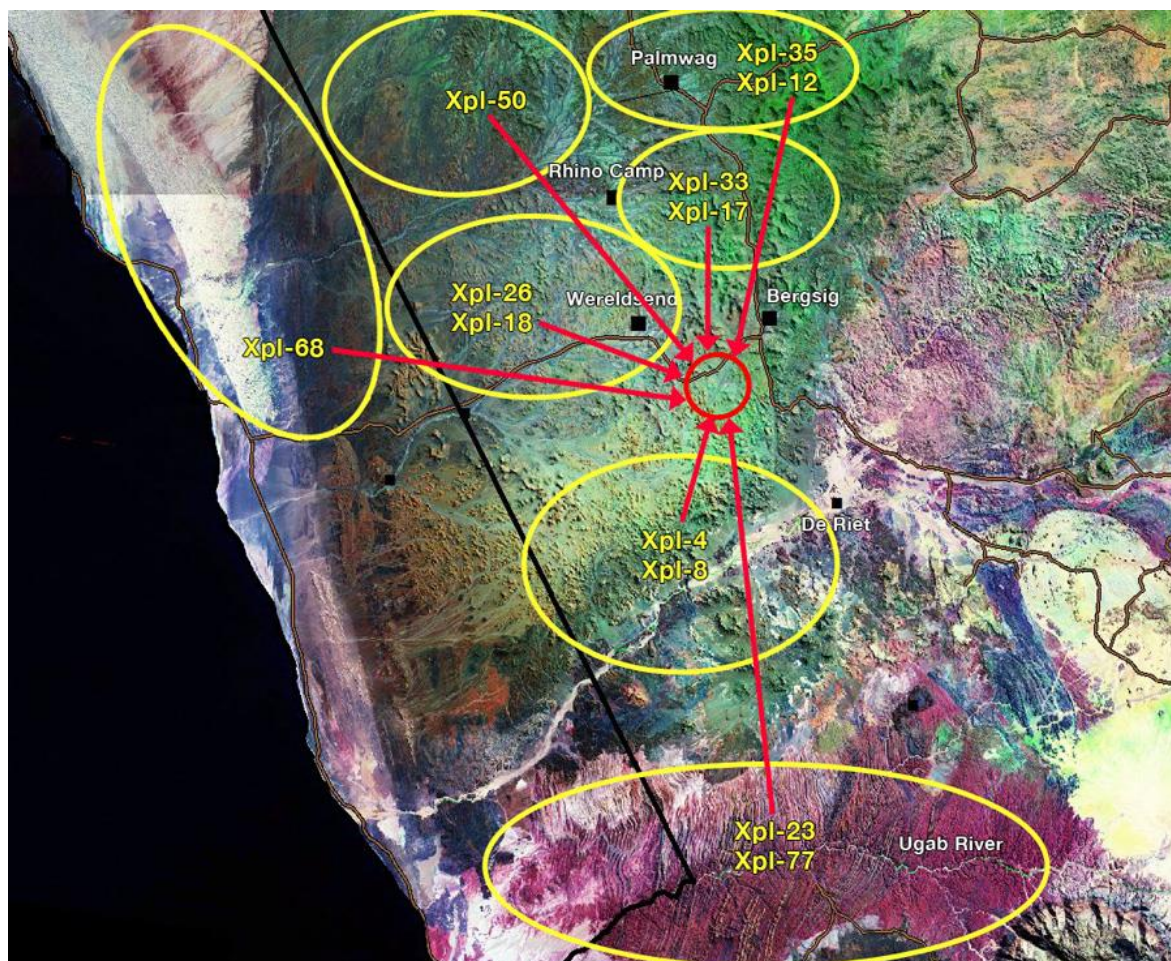 Palmwag
Xpl-35
Xpl-12
Xpl-50
Rhino Camp
Xpl-33
Xpl-17
Xpl-26
Xpl-18
Wereldsend
Bergsig
Xpl-68
De Riet
Xpl-4
Xpl-8
Xpl-23
Xpl-77
Ugab River